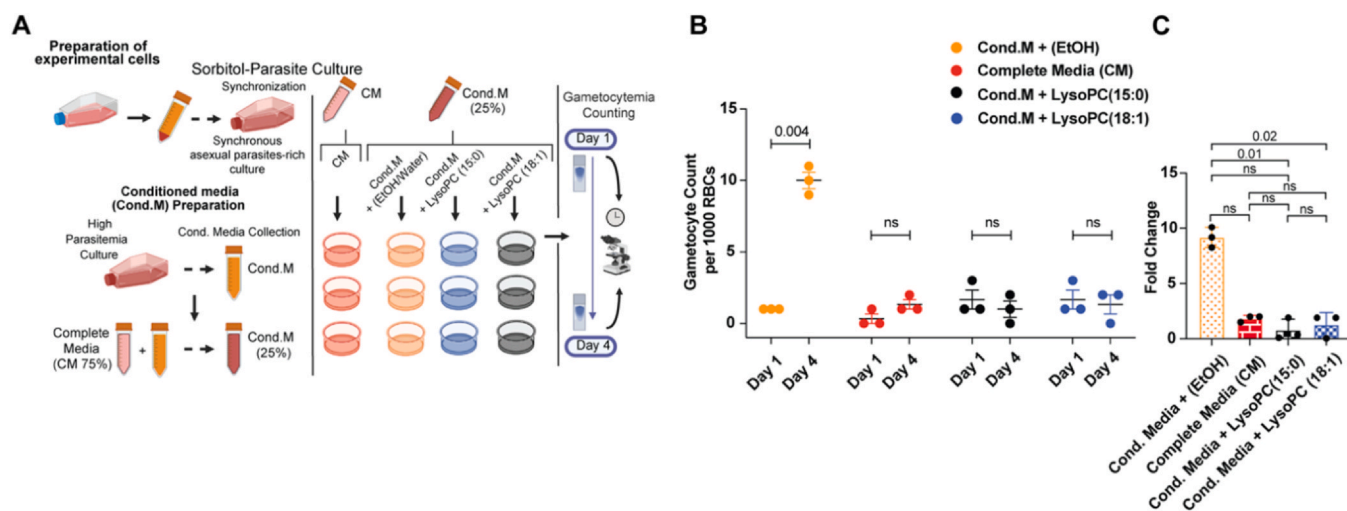 A
Preparation of
experimental cells
Sorbitol-Parasite Culture
Synchronization
Synchronous
asexual parasites-rich
culture
Conditioned media
(Cond.M) Preparation
High
Parasitemia
Culture
Cond. Media Collection
Cond.M
Complete
Media
(CM 75%)
+
Cond.M
(25%)
CM
Cond.M
(25%)
CM
Cond.M
+ (EtOH/Water)
Cond.M
+ LysoPC (15:0)
Cond.M
+ LysoPC (18:1)
Gametocytemia
Counting
Day 1
Day 4
B
Cond.M + (EtOH)
Complete Media (CM)
Cond.M + LysoPC(15:0)
Cond.M + LysoPC(18:1)
Gametocyte Count
per 1000 RBCs
15
10
5
0
0.004
ns
ns
ns
Day 1
Day 4
Day 1
Day 4
Day 1
Day 4
Day 1
Day 4
C
Fold Change
15
10
5
0
0.02
0.01
ns
ns
ns
ns
ns
Cond. Media + (EtOH)
Complete Media (CM)
Cond. Media + LysoPC(15:0)
Cond. Media + LysoPC (18:1)